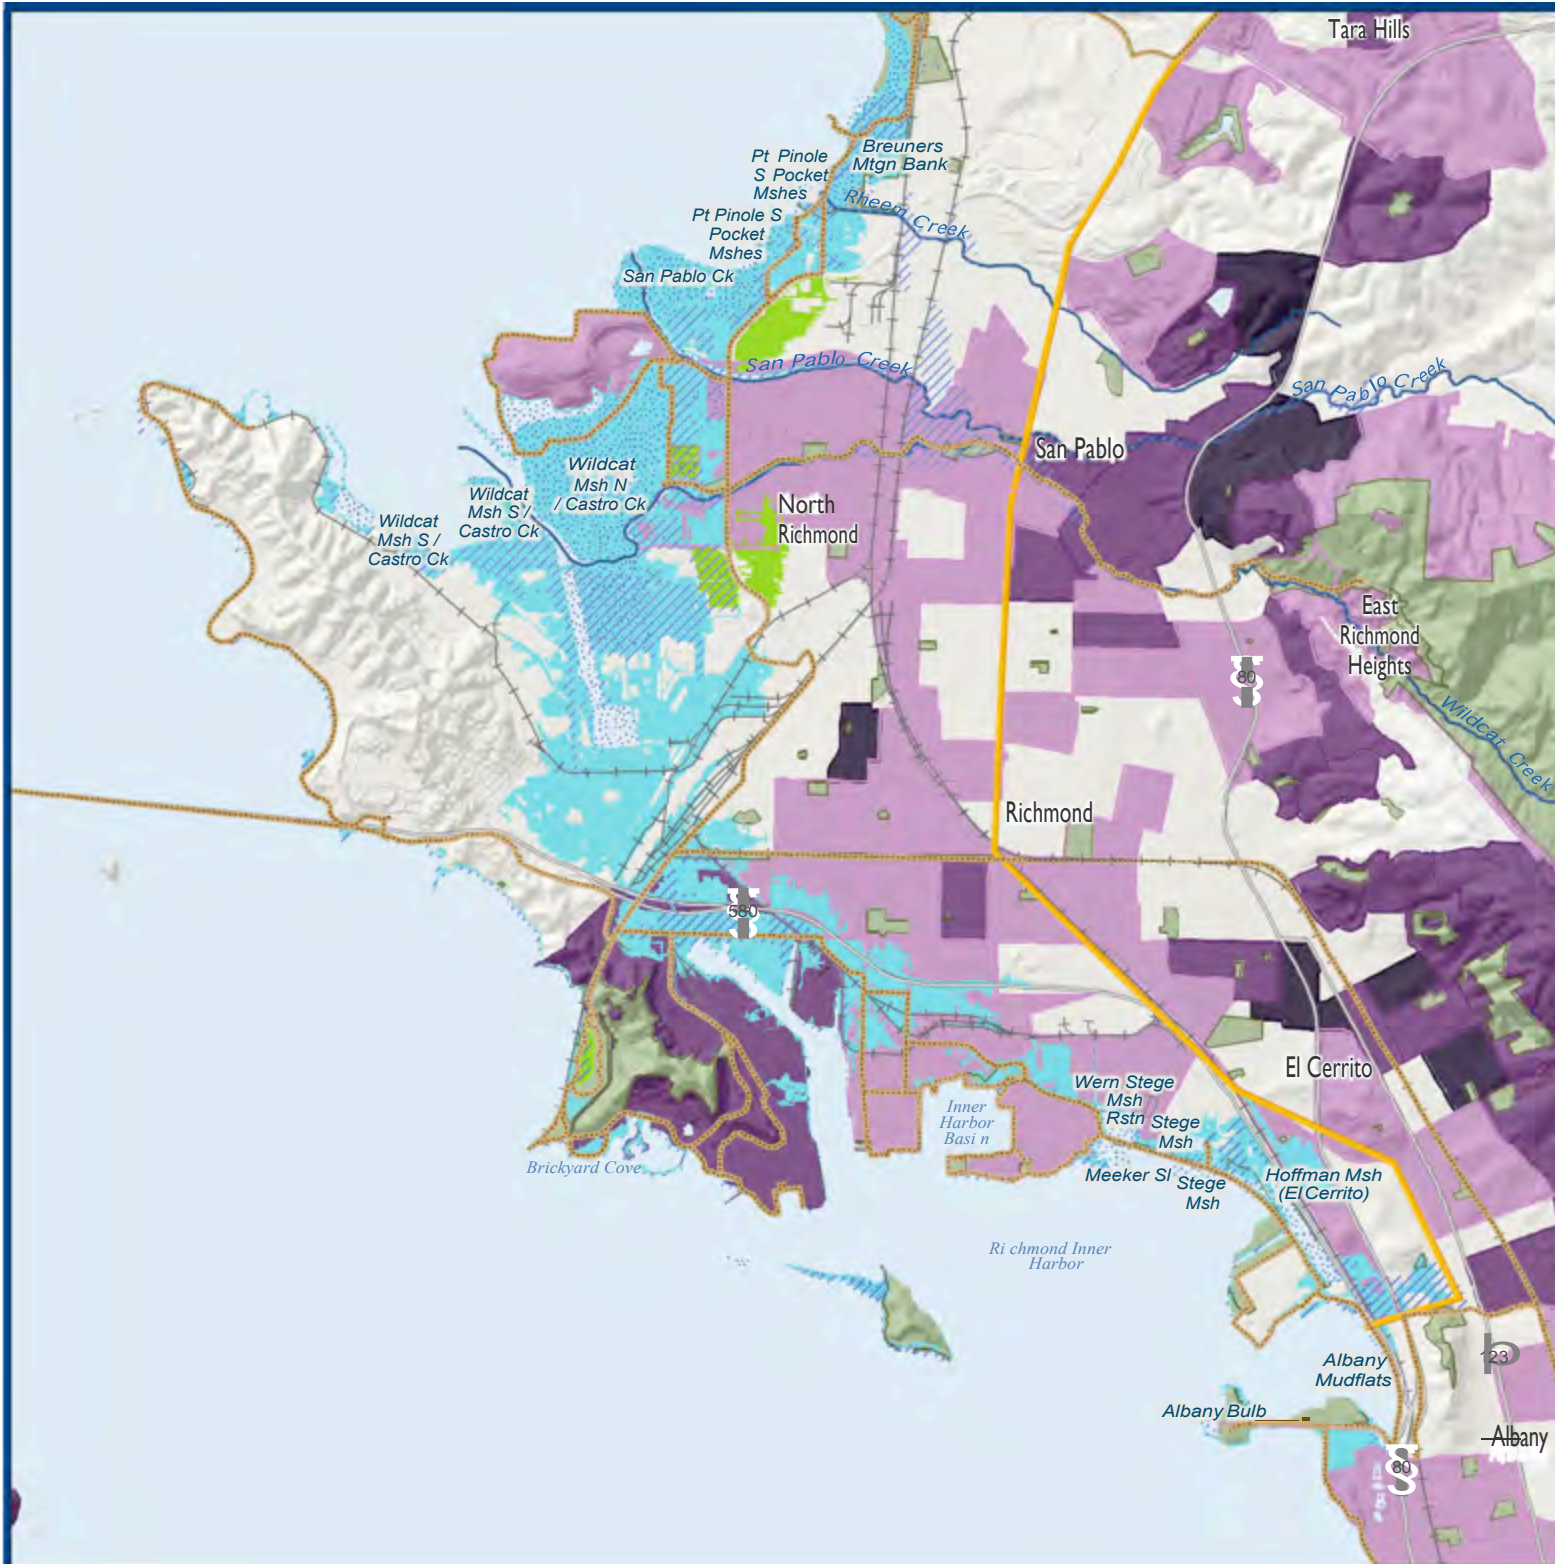 Tara Hills
Breuners
Mtgn Bank
Pt Pinole
S Pocket
Mshes
Rheem Creek
Pt Pinole S
Pocket
Mshes
San Pablo Ck
San Pablo Creek
San Pablo Creek
San Pablo
Wildcat
Msh N
/ Castro Ck
Wildcat
Msh S /
Castro Ck
Wildcat
Msh S /
Castro Ck
North
Richmond
East
Richmond
Heights
80
Wildcat Creek
Richmond
580
El Cerrito
Wern Stege
Msh
Rstn
Stege
Msh
Inner
Harbor
Basi n
Brickyard Cove
Meeker Sl
Stege
Msh
Hoffman Msh
(El Cerrito)
Ri chmond Inner
Harbor
123
Albany
Mudflats
Albany Bulb
Albany
80